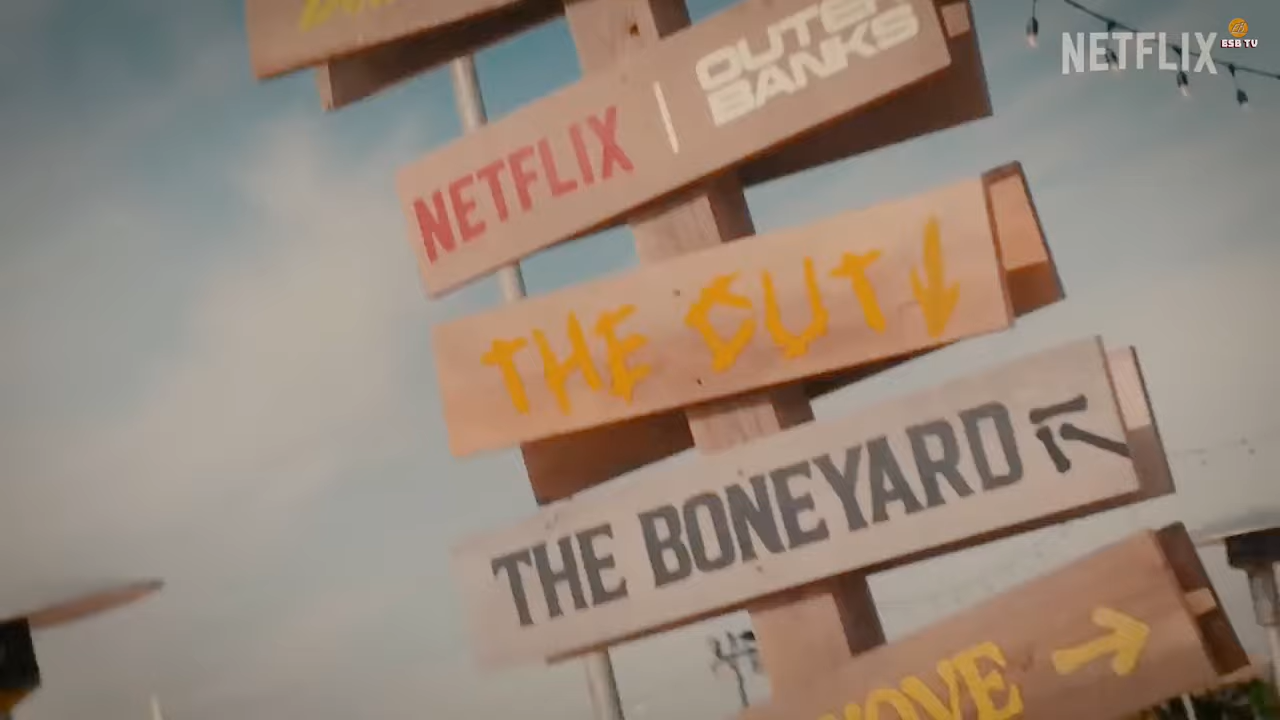 NETFLIX
ESB TV
NETFLIX | OUTER BANKS
THE CUT
THE BONEYARD